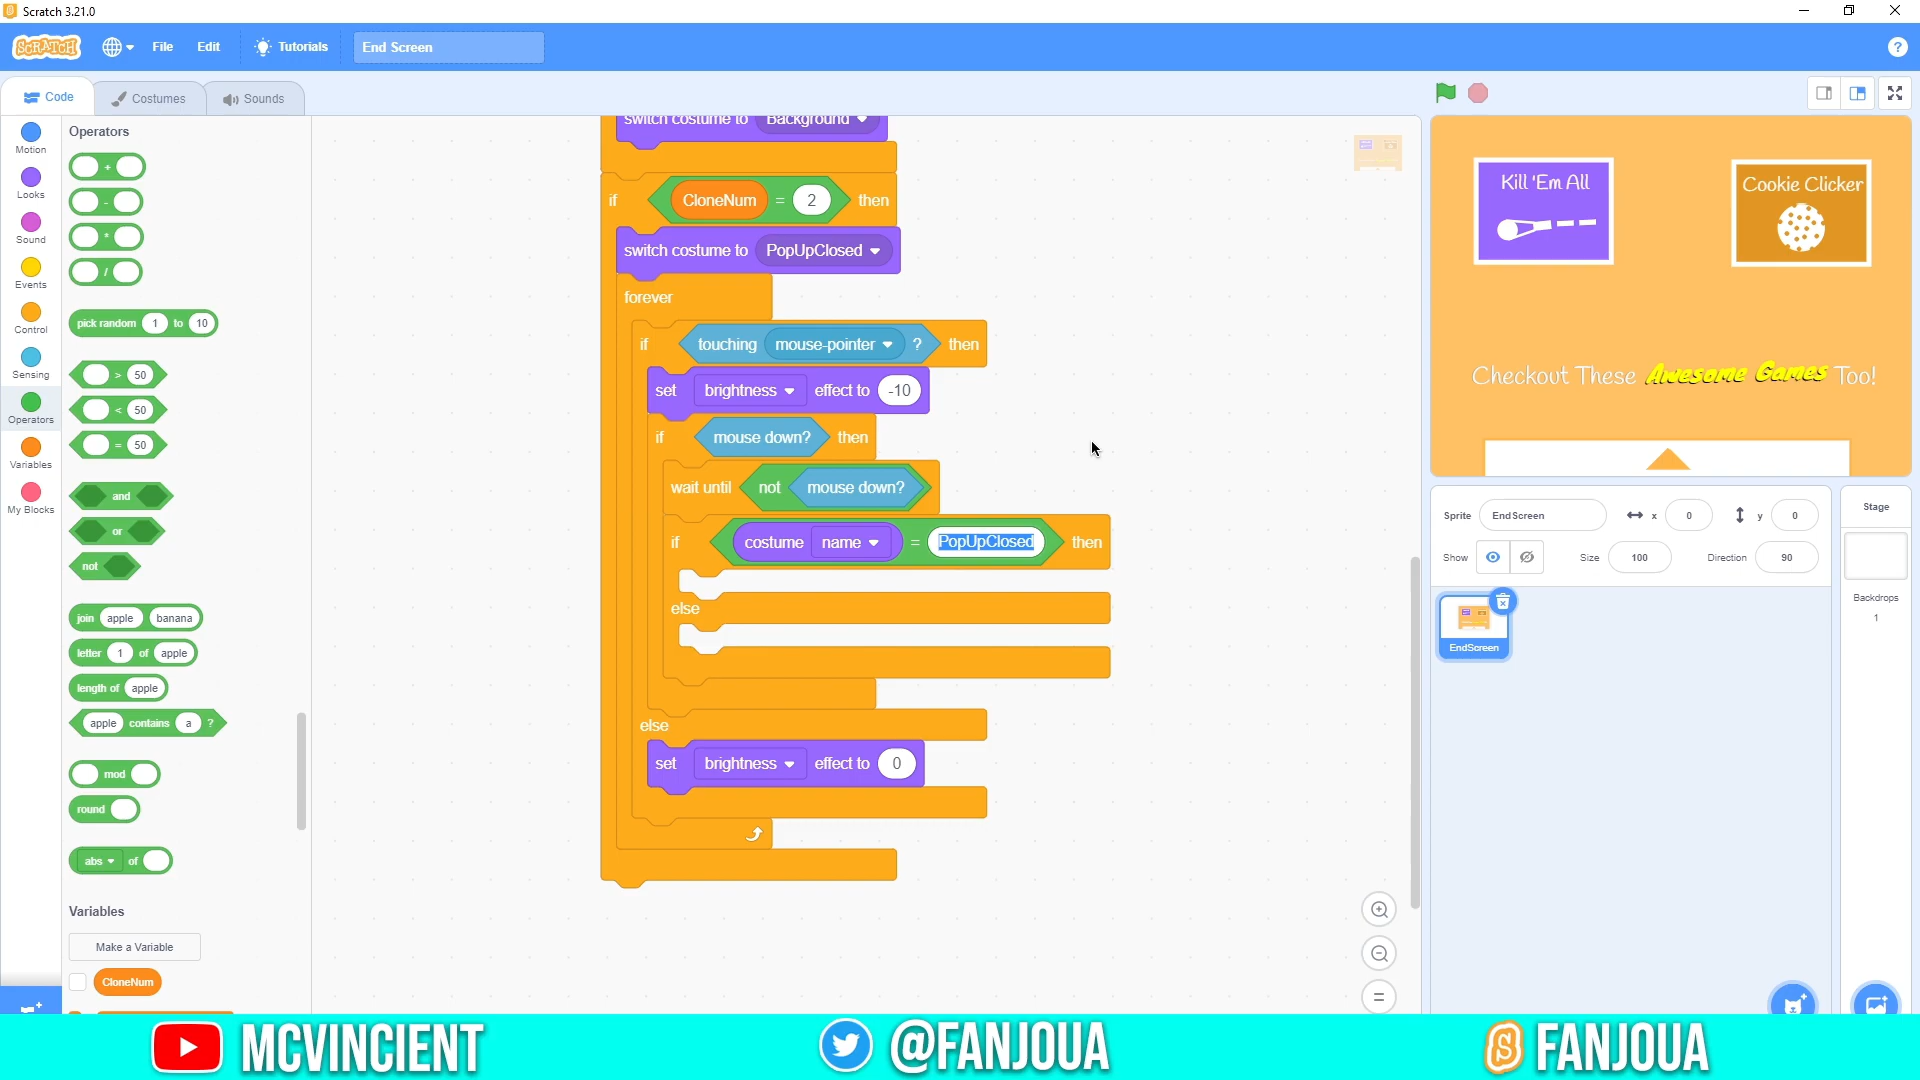 Scratch 3.21.0
SCRATCH File Edit Tutorials End Screen ?
Code Costumes Sounds
Motion
Looks
Sound
Events
Control
Sensing
Operators
Variables
My Blocks
Operators
+
-
*
/
pick random 1 to 10
> 50
< 50
= 50
and
or
not
join apple banana
letter 1 of apple
length of apple
apple contains a ?
mod
round
abs of
Variables
Make a Variable
CloneNum
switch costume to Background
if CloneNum = 2 then
switch costume to PopUpClosed
forever
if touching mouse-pointer ? then
set brightness effect to -10
if mouse down? then
wait until not mouse down?
if costume name = PopUpClosed then
else
else
set brightness effect to 0
Kill 'Em All
Cookie Clicker
Checkout These Awesome Games Too!
Sprite EndScreen x 0 y 0
Show Size 100 Direction 90
EndScreen
Stage
Backdrops
1
MCVINCIENT @FANJOUA S FANJOUA